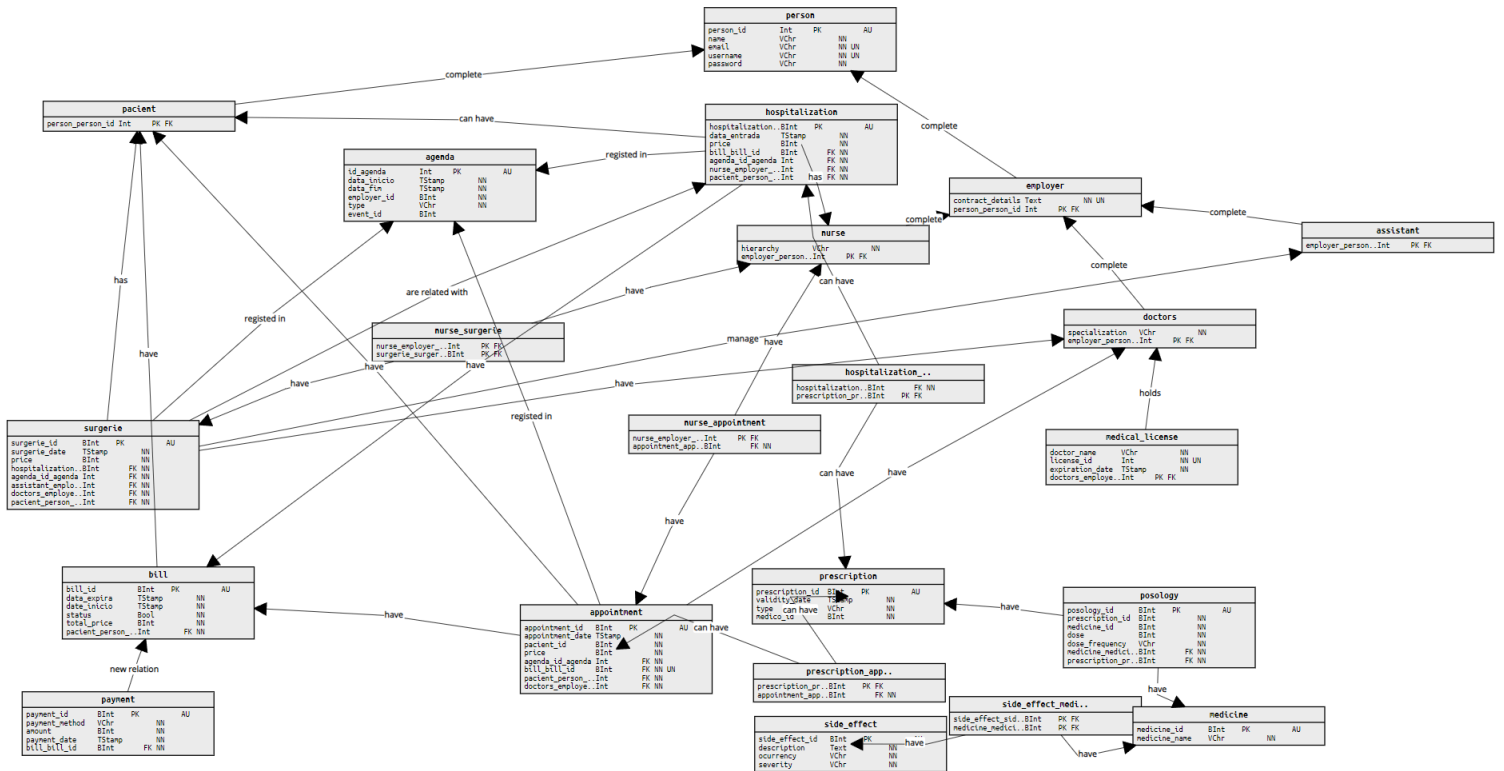 person
person_id Int PK AU
name VChr NN
email VChr NN UN
username VChr NN UN
password VChr NN
complete
pacient
person_person_id Int PK FK
can have
hospitalization
hospitalization..BInt PK AU
data_entrada TStamp NN
price BInt NN
bill_bill_id BInt FK NN
agenda_id_agenda Int FK NN
nurse_employer_..Int FK NN
pacient_person_..Int FK NN
has
complete
agenda
id_agenda Int PK AU
data_inicio TStamp NN
data_fim TStamp NN
employer_id BInt NN
type VChr NN
event_id BInt
registed in
employer
contract_details Text NN UN
person_person_id Int PK FK
complete
complete
assistant
employer_person..Int PK FK
nurse
hierarchy VChr NN
employer_person..Int PK FK
complete
can have
has
are related with
have
registed in
nurse_surgerie
nurse_employer_..Int PK FK
surgerie_surger..BInt PK FK
doctors
specialization VChr NN
employer_person..Int PK FK
manage
have
have
have
have
have
have
have
hospitalization_..
hospitalization..BInt FK NN
prescription_pr..BInt PK FK
holds
registed in
surgerie
surgerie_id BInt PK AU
surgerie_date TStamp NN
price BInt NN
hospitalization..BInt FK NN
agenda_id_agenda Int FK NN
assistant_emplo..Int FK NN
doctors_employe..Int FK NN
pacient_person_..Int FK NN
nurse_appointment
nurse_employer_..Int PK FK
appointment_app..BInt FK NN
medical_license
doctor_name VChr NN
license_id Int NN UN
expiration_date TStamp NN
doctors_employe..Int PK FK
can have
have
have
bill
bill_id BInt PK AU
data_expira TStamp NN
date_inicio TStamp NN
status Bool NN
total_price BInt NN
pacient_person_..Int FK NN
have
appointment
appointment_id BInt PK AU
appointment_date TStamp NN
pacient_id BInt NN
price BInt NN
agenda_id_agenda Int FK NN
bill_bill_id BInt FK NN UN
pacient_person_..Int FK NN
doctors_employe..Int FK NN
can have
prescription
prescription_id BInt PK AU
validity_date TStamp NN
type VChr NN
medico_id BInt NN
can have
have
posology
posology_id BInt PK AU
prescription_id BInt NN
medicine_id BInt NN
dose BInt NN
dose_frequency VChr NN
medicine_medici..BInt FK NN
prescription_pr..BInt FK NN
new relation
payment
payment_id BInt PK AU
payment_method VChr NN
amount BInt NN
payment_date TStamp NN
bill_bill_id BInt FK NN
prescription_app..
prescription_pr..BInt PK FK
appointment_app..BInt FK NN
have
side_effect_medi..
side_effect_sid..BInt PK FK
medicine_medici..BInt PK FK
medicine
medicine_id BInt PK AU
medicine_name VChr NN
side_effect
side_effect_id BInt PK AU
description Text NN
ocurrency VChr NN
severity VChr NN
have
have